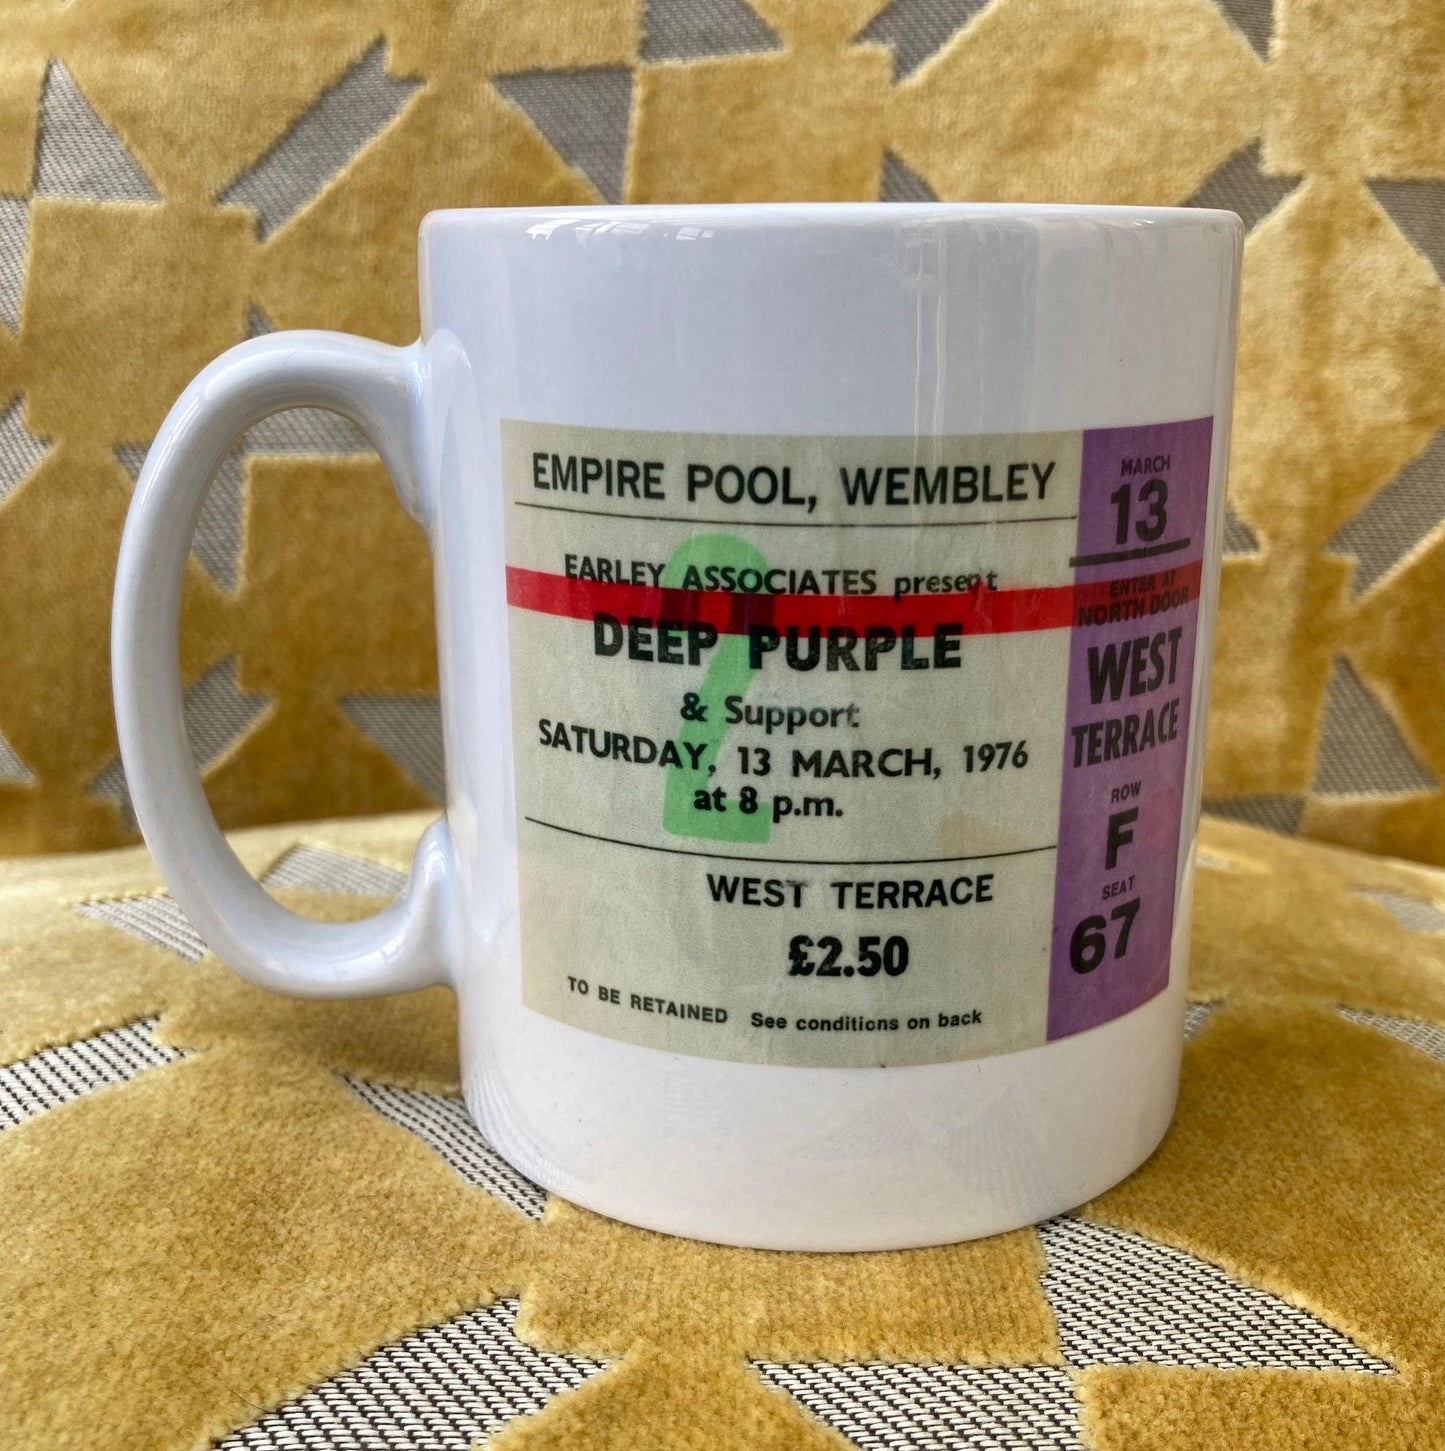 EMPIRE POOL, WEMBLEY
EARLEY ASSOCIATES present
DEEP PURPLE
& Support
SATURDAY, 13 MARCH, 1976
at 8 p.m.
WEST TERRACE
£2.50
TO BE RETAINED See conditions on back
2
MARCH
13
ENTER AT
NORTH DOOR
WEST
TERRACE
ROW
F
SEAT
67